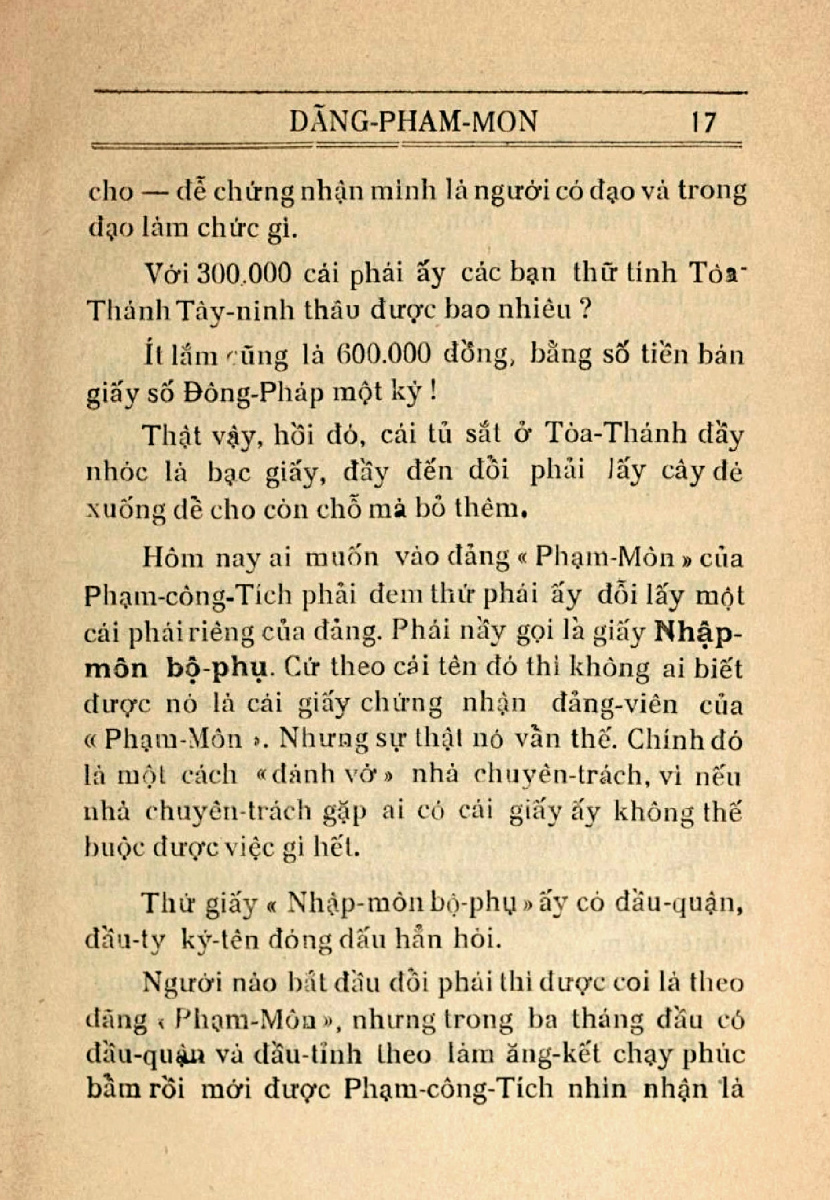 DẢNG-PHAM-MON 17
cho — để chứng nhận mình là người có đạo và trong
đạo làm chức gì.
Với 300.000 cái phái ấy các bạn thử tính Tòa-
Thánh Tây-ninh thâu được bao nhiêu ?
Ít lắm cũng là 600.000 đồng, bằng số tiền bán
giấy số Đông-Pháp một kỳ !
Thật vậy, hồi đó, cái tủ sắt ở Tòa-Thánh đầy
nhóc là bạc giấy, đầy đến đỗi phải lấy cây đè
xuống dề cho còn chỗ mà bỏ thêm.
Hôm nay ai muốn vào đảng « Phạm-Môn » của
Phạm-công-Tích phải đem thứ phái ấy đổi lấy một
cái phái riêng của đảng. Phái nầy gọi là giấy Nhập-
môn bộ-phụ. Cứ theo cái tên đó thì không ai biết
được nó là cái giấy chứng nhận đảng-viên của
« Phạm-Môn ». Nhưng sự thật nó vẫn thế. Chính đó
là một cách « đánh vở » nhà chuyên-trách, vì nếu
nhà chuyên-trách gặp ai có cái giấy ấy không thể
buộc được việc gì hết.
Thứ giấy « Nhập-môn bộ-phụ » ấy có đầu-quận,
đầu-ty ký-tên đóng dấu hẳn hòi.
Người nào bắt đầu đổi phái thì được coi là theo
đảng « Phạm-Môn », nhưng trong ba tháng đầu có
đầu-quận và đầu-tỉnh theo làm ăng-kết chạy phúc
bẩm rồi mới được Phạm-công-Tích nhìn nhận là